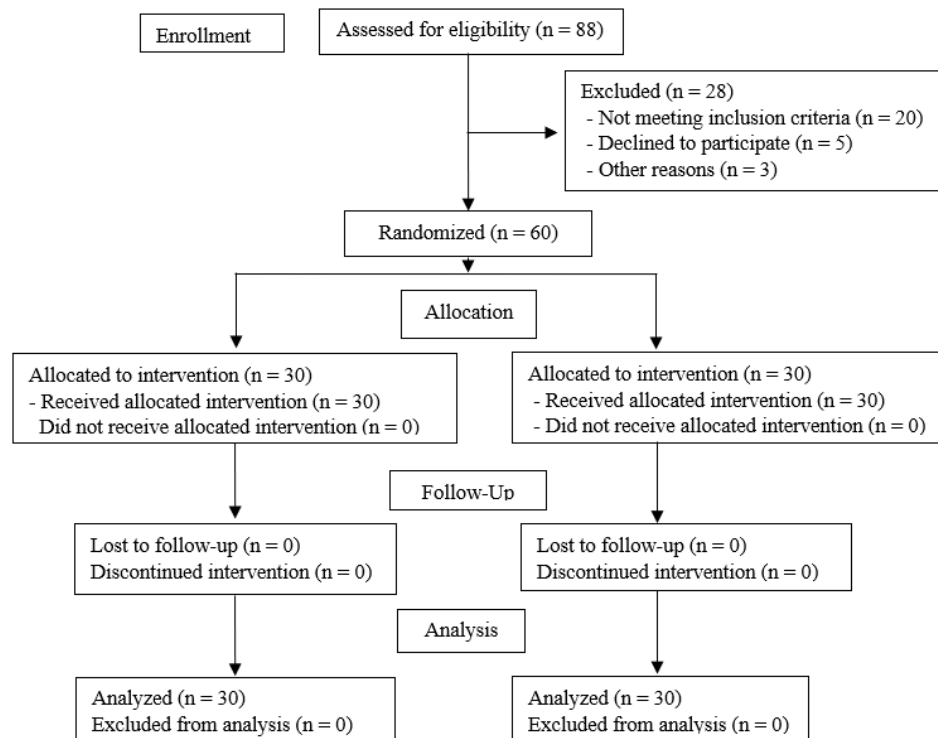 Enrollment
Assessed for eligibility (n = 88)
Excluded (n = 28)
- Not meeting inclusion criteria (n = 20)
- Declined to participate (n = 5)
- Other reasons (n = 3)
Randomized (n = 60)
Allocation
Allocated to intervention (n = 30)
- Received allocated intervention (n = 30)
Did not receive allocated intervention (n = 0)
Allocated to intervention (n = 30)
- Received allocated intervention (n = 30)
- Did not receive allocated intervention (n = 0)
Follow-Up
Lost to follow-up (n = 0)
Discontinued intervention (n = 0)
Lost to follow-up (n = 0)
Discontinued intervention (n = 0)
Analysis
Analyzed (n = 30)
Excluded from analysis (n = 0)
Analyzed (n = 30)
Excluded from analysis (n = 0)